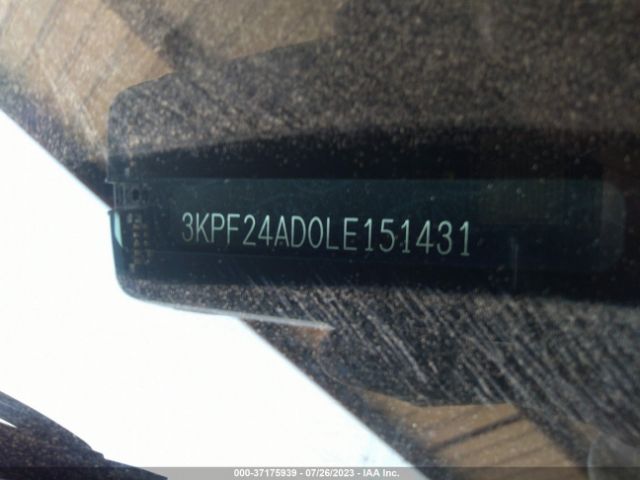 3KPF24AD0LE151431
000-37175939 | 07/26/2023 | IAA Inc.